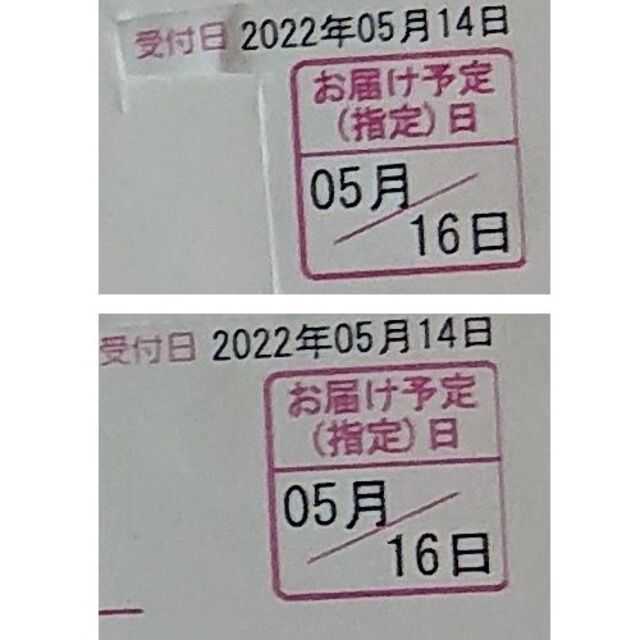 受付日 2022年05月14日
お届け予定
(指定)日
05月
16日
受付日 2022年05月14日
お届け予定
(指定)日
05月
16日